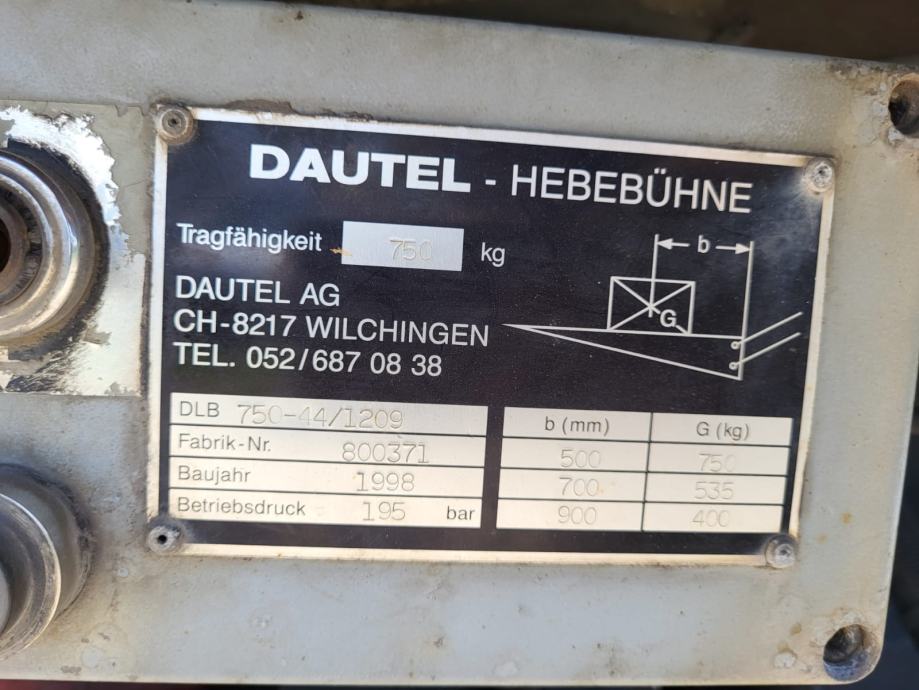 DAUTEL - HEBEBÜHNE
Tragfähigkeit 750 kg
DAUTEL AG
CH-8217 WILCHINGEN
TEL. 052/687 08 38
b
G
DLB 750-44/1209
Fabrik-Nr. 800371
Baujahr 1998
Betriebsdruck 195 bar
b (mm) G (kg)
500 750
700 535
900 400